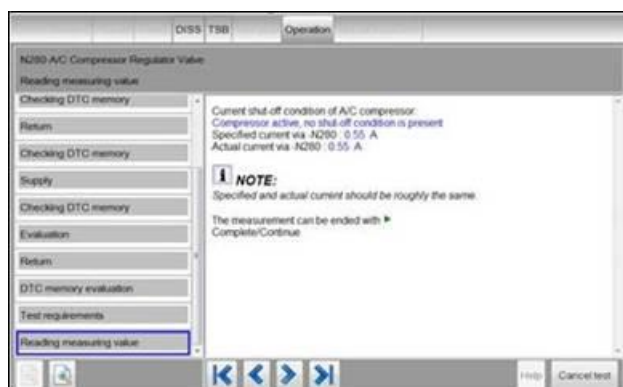 DISS TSB Operation
N280 A/C Compressor Regulator Valve
Reading measuring value
Checking DTC memory
Return
Checking DTC memory
Supply
Checking DTC memory
Evaluation
Return
DTC memory evaluation
Test requirements
Reading measuring value
Current shut-off condition of A/C compressor:
Compressor active, no shut-off condition is present
Specified current via -N280 : 0.55 A
Actual current via -N280 : 0.55 A
i NOTE:
Specified and actual current should be roughly the same.
The measurement can be ended with
Complete/Continue
Help Cancel test